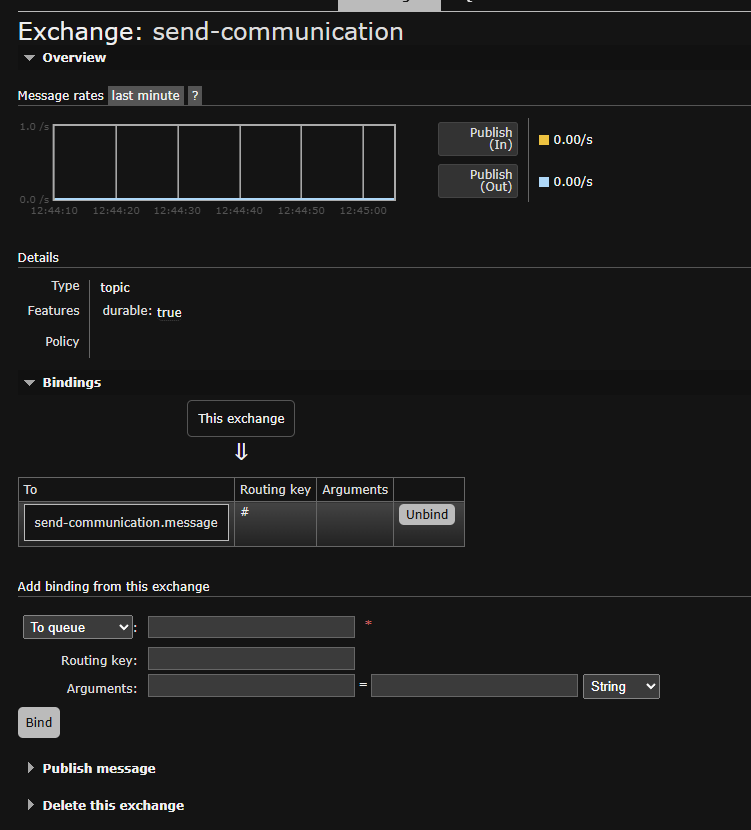 Exchange: send-communication
Overview
Message rates last minute ?
1.0 /s
0.0 /s
12:44:10 12:44:20 12:44:30 12:44:40 12:44:50 12:45:00
Publish
(In)
0.00/s
Publish
(Out)
0.00/s
Details
Type topic
Features durable: true
Policy
Bindings
This exchange
⇓
To Routing key Arguments
send-communication.message # Unbind
Add binding from this exchange
To queue : *
Routing key:
Arguments: = String
Bind
Publish message
Delete this exchange